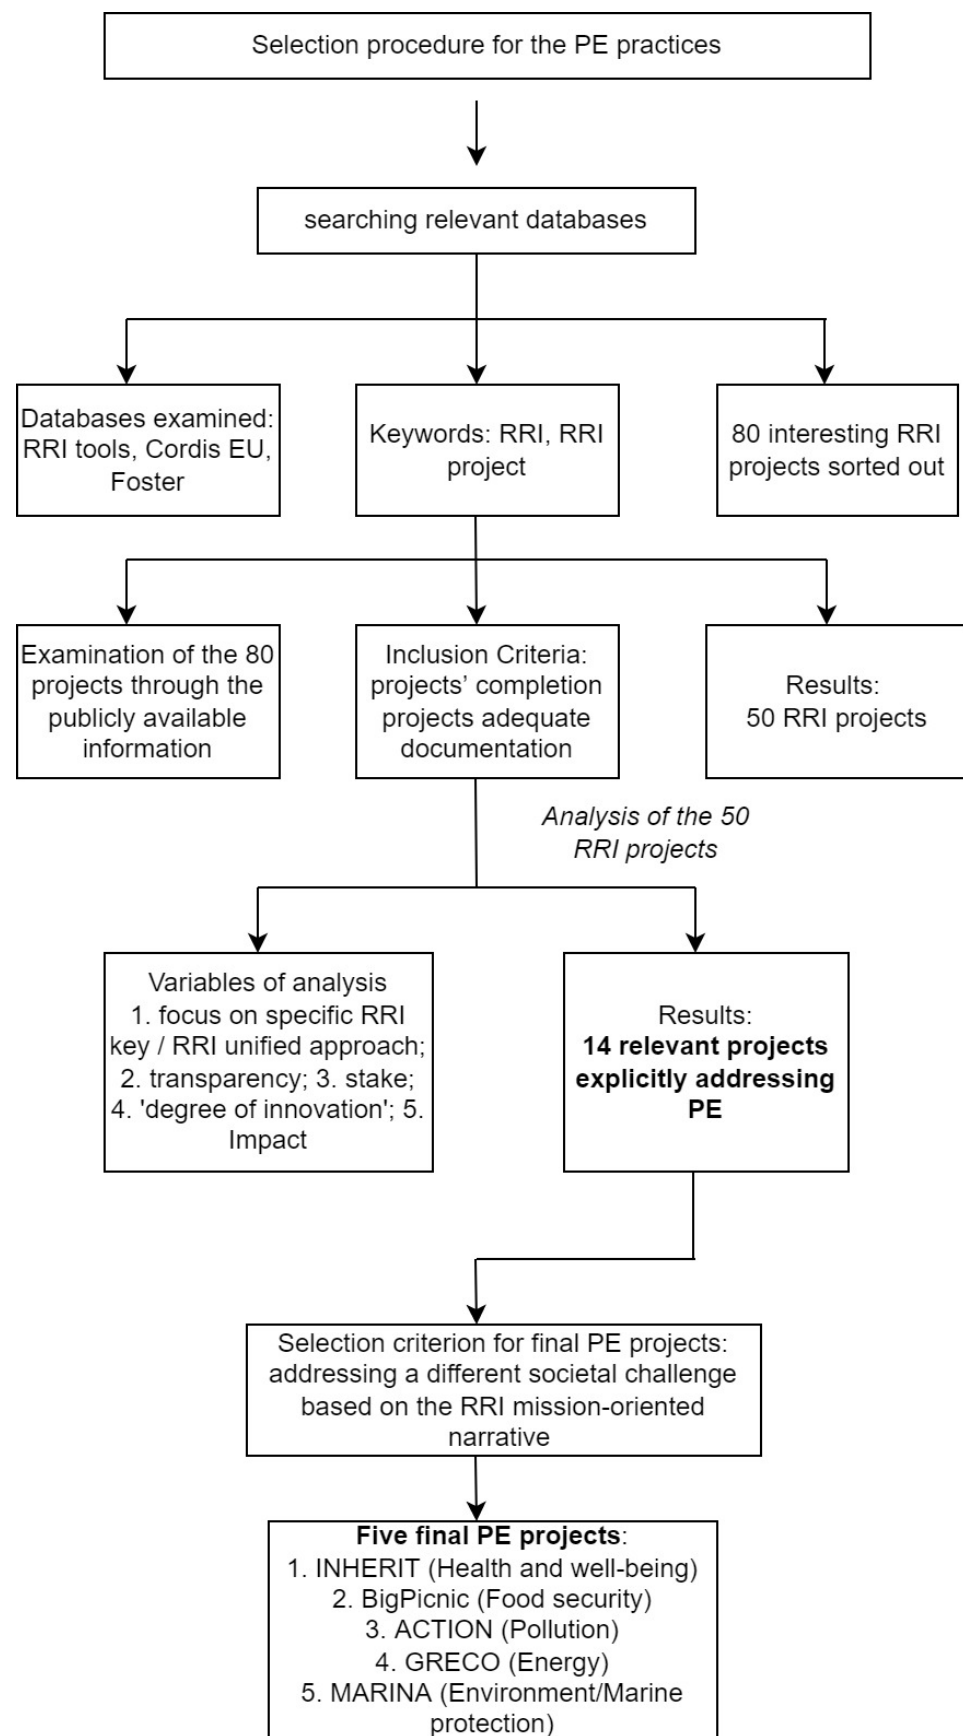 Selection procedure for the PE practices
searching relevant databases
Databases examined:
RRI tools, Cordis EU,
Foster
Keywords: RRI, RRI
project
80 interesting RRI
projects sorted out
Examination of the 80
projects through the
publicly available
information
Inclusion Criteria:
projects’ completion
projects adequate
documentation
Results:
50 RRI projects
Analysis of the 50
RRI projects
Variables of analysis
1. focus on specific RRI
key / RRI unified approach;
2. transparency; 3. stake;
4. 'degree of innovation'; 5.
Impact
Results:
14 relevant projects
explicitly addressing
PE
Selection criterion for final PE projects:
addressing a different societal challenge
based on the RRI mission-oriented
narrative
Five final PE projects:
1. INHERIT (Health and well-being)
2. BigPicnic (Food security)
3. ACTION (Pollution)
4. GRECO (Energy)
5. MARINA (Environment/Marine
protection)